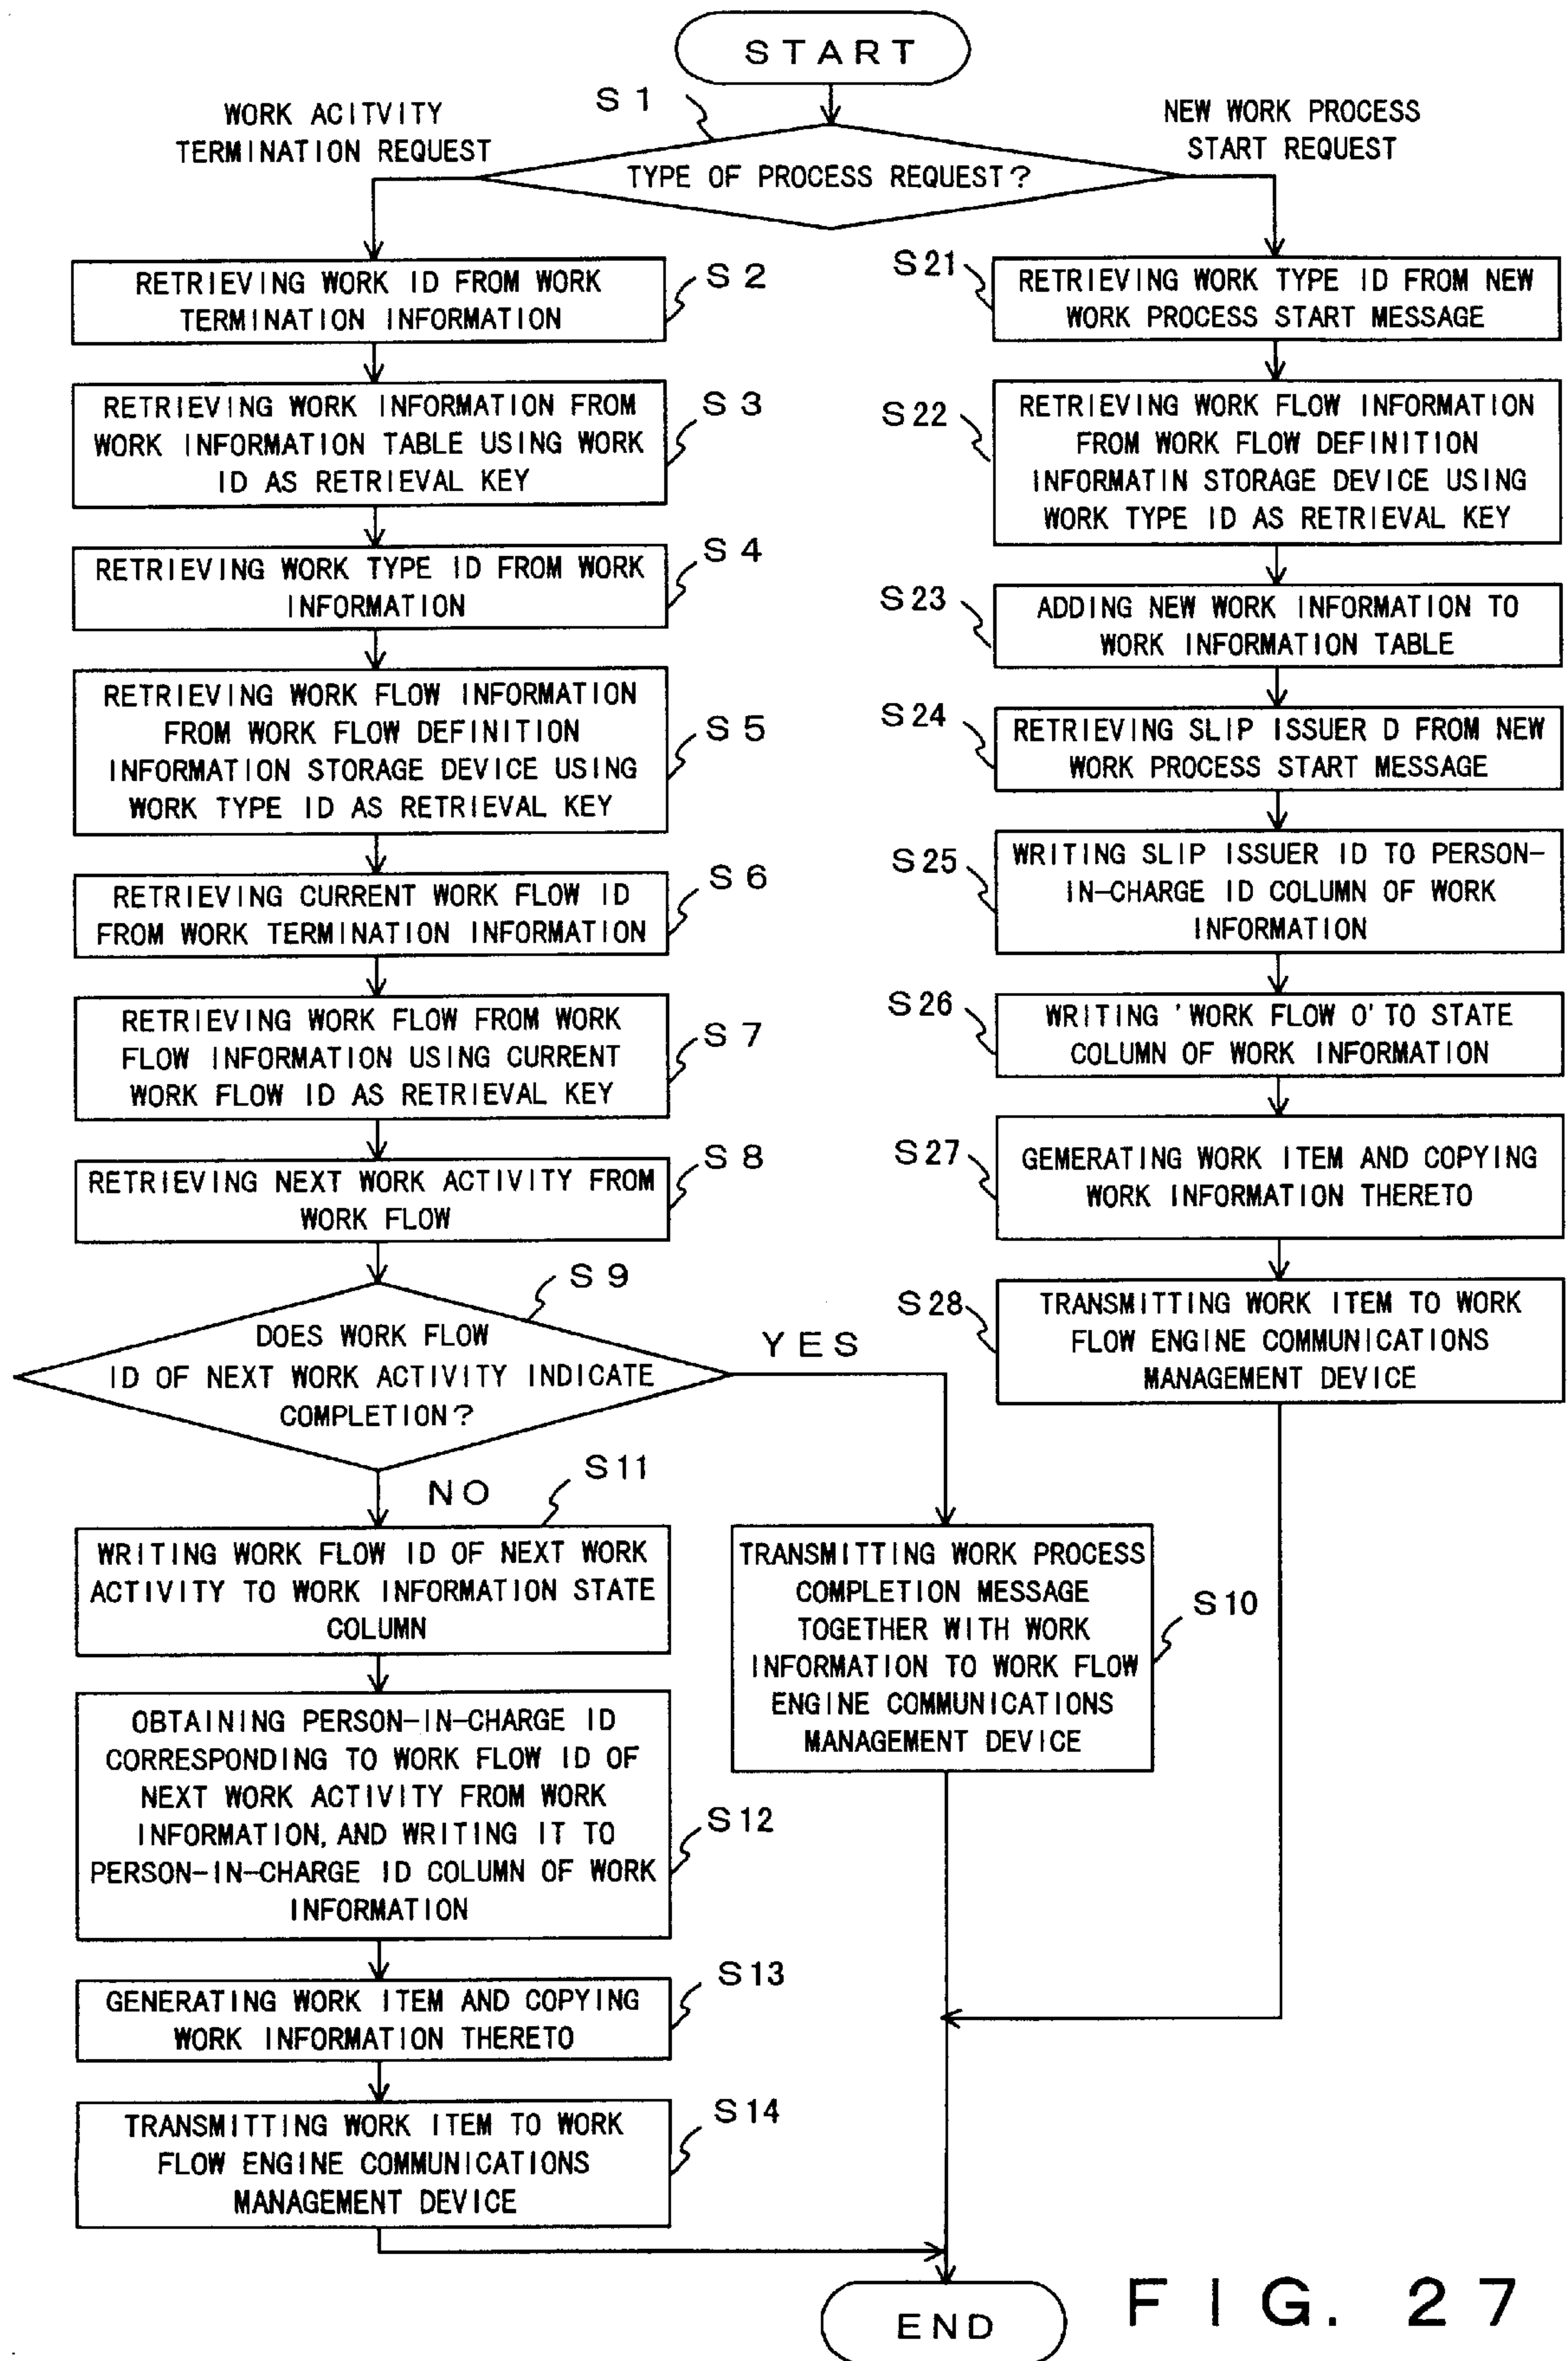 START
S1
WORK ACITVITY
TERMINATION REQUEST
NEW WORK PROCESS
START REQUEST
TYPE OF PROCESS REQUEST?
S2
RETRIEVING WORK ID FROM WORK
TERMINATION INFORMATION
S3
RETRIEVING WORK INFORMATION FROM
WORK INFORMATION TABLE USING WORK
ID AS RETRIEVAL KEY
S4
RETRIEVING WORK TYPE ID FROM WORK
INFORMATION
S5
RETRIEVING WORK FLOW INFORMATION
FROM WORK FLOW DEFINITION
INFORMATION STORAGE DEVICE USING
WORK TYPE ID AS RETRIEVAL KEY
S6
RETRIEVING CURRENT WORK FLOW ID
FROM WORK TERMINATION INFORMATION
S7
RETRIEVING WORK FLOW FROM WORK
FLOW INFORMATION USING CURRENT
WORK FLOW ID AS RETRIEVAL KEY
S8
RETRIEVING NEXT WORK ACTIVITY FROM
WORK FLOW
S9
DOES WORK FLOW
ID OF NEXT WORK ACTIVITY INDICATE
COMPLETION?
YES
NO
S11
WRITING WORK FLOW ID OF NEXT WORK
ACTIVITY TO WORK INFORMATION STATE
COLUMN
S12
OBTAINING PERSON-IN-CHARGE ID
CORRESPONDING TO WORK FLOW ID OF
NEXT WORK ACTIVITY FROM WORK
INFORMATION, AND WRITING IT TO
PERSON-IN-CHARGE ID COLUMN OF WORK
INFORMATION
S13
GENERATING WORK ITEM AND COPYING
WORK INFORMATION THERETO
S14
TRANSMITTING WORK ITEM TO WORK
FLOW ENGINE COMMUNICATIONS
MANAGEMENT DEVICE
S10
TRANSMITTING WORK PROCESS
COMPLETION MESSAGE
TOGETHER WITH WORK
INFORMATION TO WORK FLOW
ENGINE COMMUNICATIONS
MANAGEMENT DEVICE
S21
RETRIEVING WORK TYPE ID FROM NEW
WORK PROCESS START MESSAGE
S22
RETRIEVING WORK FLOW INFORMATION
FROM WORK FLOW DEFINITION
INFORMATIN STORAGE DEVICE USING
WORK TYPE ID AS RETRIEVAL KEY
S23
ADDING NEW WORK INFORMATION TO
WORK INFORMATION TABLE
S24
RETRIEVING SLIP ISSUER D FROM NEW
WORK PROCESS START MESSAGE
S25
WRITING SLIP ISSUER ID TO PERSON-
IN-CHARGE ID COLUMN OF WORK
INFORMATION
S26
WRITING 'WORK FLOW 0' TO STATE
COLUMN OF WORK INFORMATION
S27
GEMERATING WORK ITEM AND COPYING
WORK INFORMATION THERETO
S28
TRANSMITTING WORK ITEM TO WORK
FLOW ENGINE COMMUNICATIONS
MANAGEMENT DEVICE
END
FIG. 27